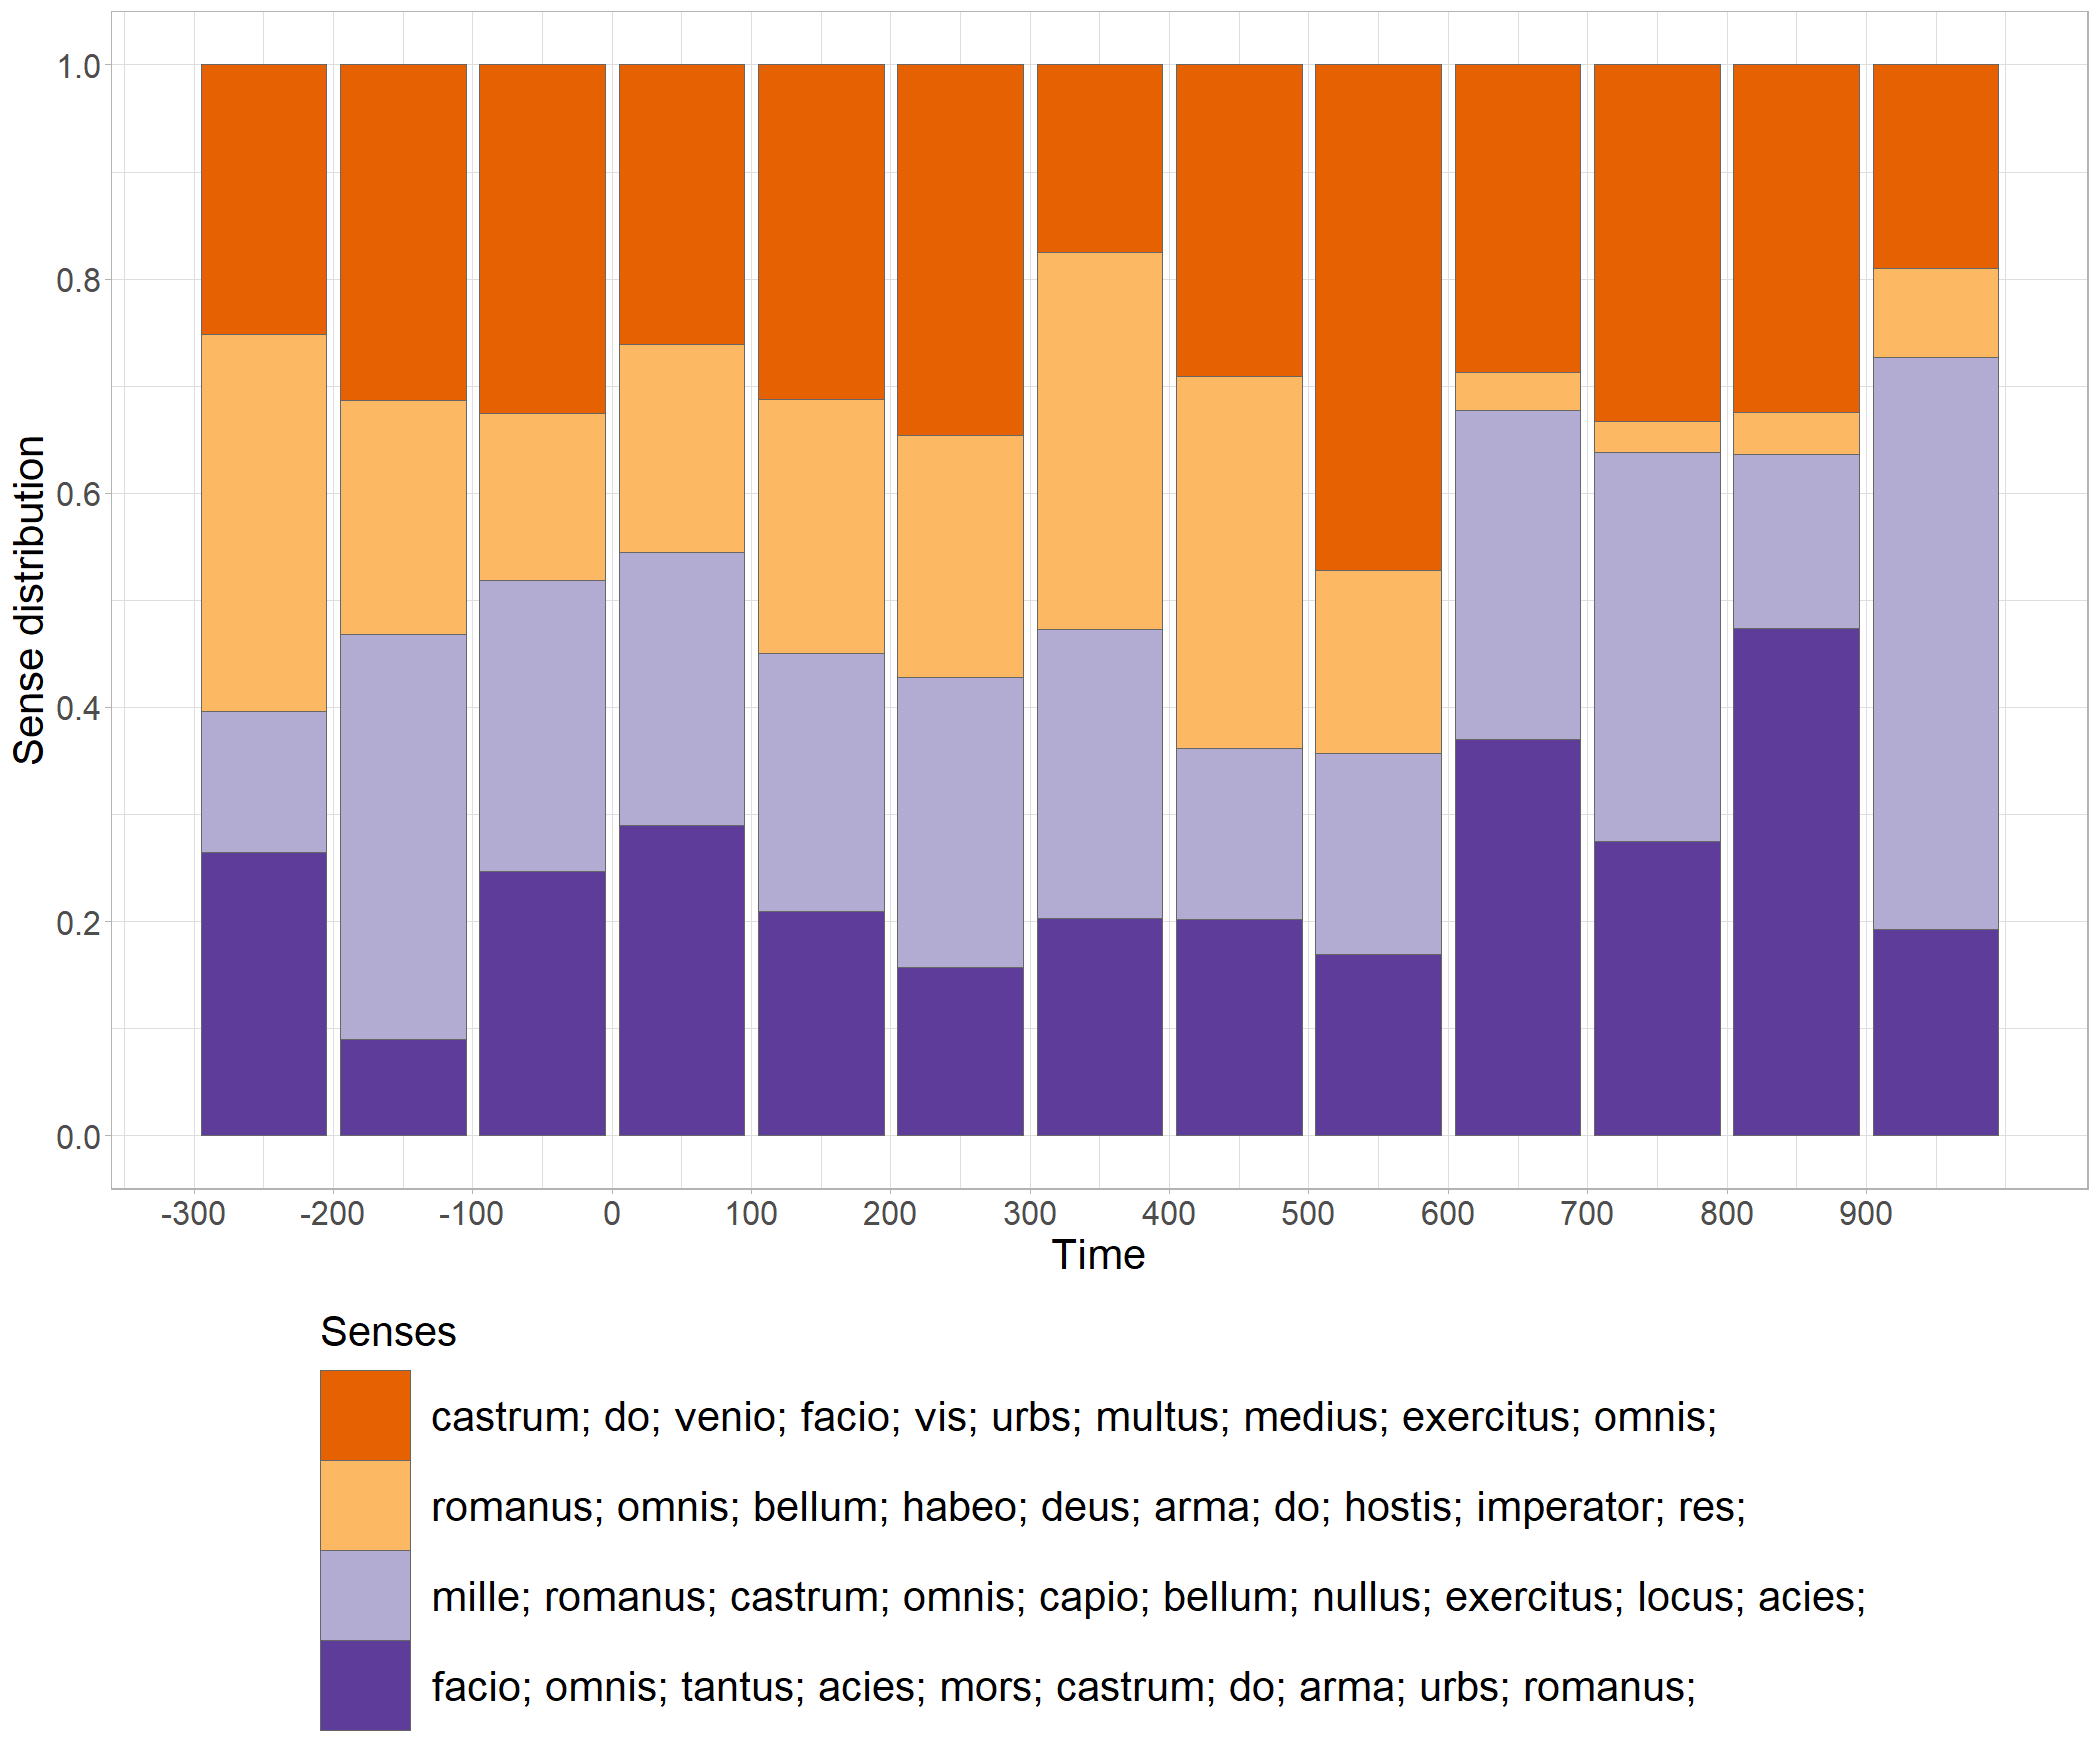 1.0
0.8
0.6
0.4
0.2
0.0
Sense distribution
-300 -200 -100 0 100 200 300 400 500 600 700 800 900
Time
Senses
castrum; do; venio; facio; vis; urbs; multus; medius; exercitus; omnis;
romanus; omnis; bellum; habeo; deus; arma; do; hostis; imperator; res;
mille; romanus; castrum; omnis; capio; bellum; nullus; exercitus; locus; acies;
facio; omnis; tantus; acies; mors; castrum; do; arma; urbs; romanus;